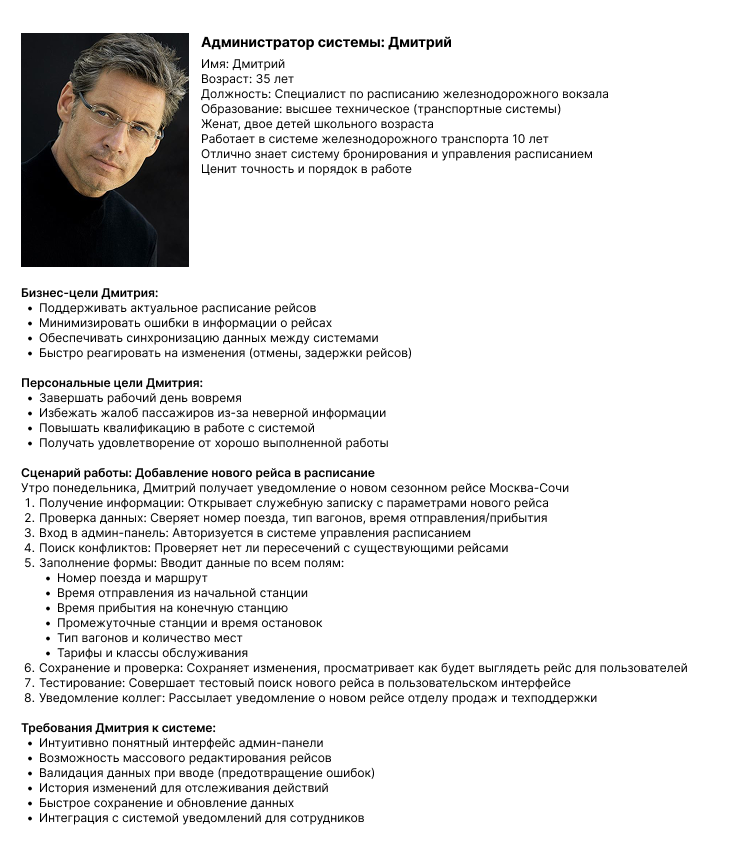 Администратор системы: Дмитрий
Имя: Дмитрий
Возраст: 35 лет
Должность: Специалист по расписанию железнодорожного вокзала
Образование: высшее техническое (транспортные системы)
Женат, двое детей школьного возраста
Работает в системе железнодорожного транспорта 10 лет
Отлично знает систему бронирования и управления расписанием
Ценит точность и порядок в работе
Бизнес-цели Дмитрия:
• Поддерживать актуальное расписание рейсов
• Минимизировать ошибки в информации о рейсах
• Обеспечивать синхронизацию данных между системами
• Быстро реагировать на изменения (отмены, задержки рейсов)
Персональные цели Дмитрия:
• Завершать рабочий день вовремя
• Избежать жалоб пассажиров из-за неверной информации
• Повышать квалификацию в работе с системой
• Получать удовлетворение от хорошо выполненной работы
Сценарий работы: Добавление нового рейса в расписание
Утро понедельника, Дмитрий получает уведомление о новом сезонном рейсе Москва-Сочи
1. Получение информации: Открывает служебную записку с параметрами нового рейса
2. Проверка данных: Сверяет номер поезда, тип вагонов, время отправления/прибытия
3. Вход в админ-панель: Авторизуется в системе управления расписанием
4. Поиск конфликтов: Проверяет нет ли пересечений с существующими рейсами
5. Заполнение формы: Вводит данные по всем полям:
• Номер поезда и маршрут
• Время отправления из начальной станции
• Время прибытия на конечную станцию
• Промежуточные станции и время остановок
• Тип вагонов и количество мест
• Тарифы и классы обслуживания
6. Сохранение и проверка: Сохраняет изменения, просматривает как будет выглядеть рейс для пользователей
7. Тестирование: Совершает тестовый поиск нового рейса в пользовательском интерфейсе
8. Уведомление коллег: Рассылает уведомление о новом рейсе отделу продаж и техподдержки
Требования Дмитрия к системе:
• Интуитивно понятный интерфейс админ-панели
• Возможность массового редактирования рейсов
• Валидация данных при вводе (предотвращение ошибок)
• История изменений для отслеживания действий
• Быстрое сохранение и обновление данных
• Интеграция с системой уведомлений для сотрудников